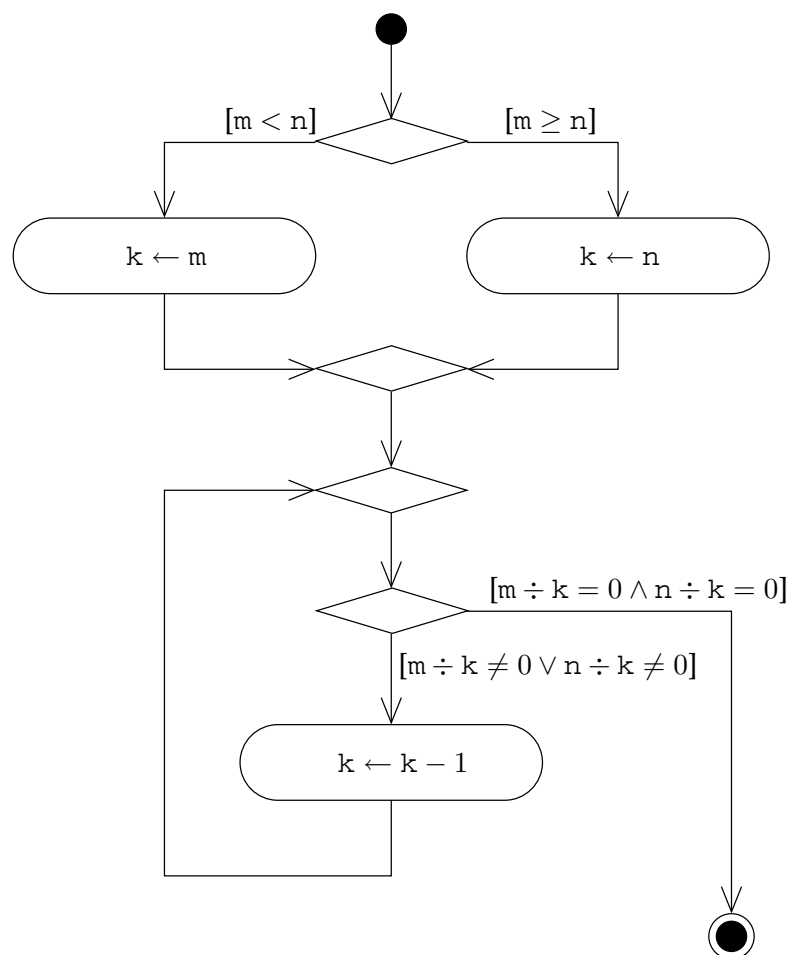 [m < n]
[m ≥ n]
k ← m
k ← n
[m ÷ k = 0 ∧ n ÷ k = 0]
[m ÷ k ≠ 0 ∨ n ÷ k ≠ 0]
k ← k − 1